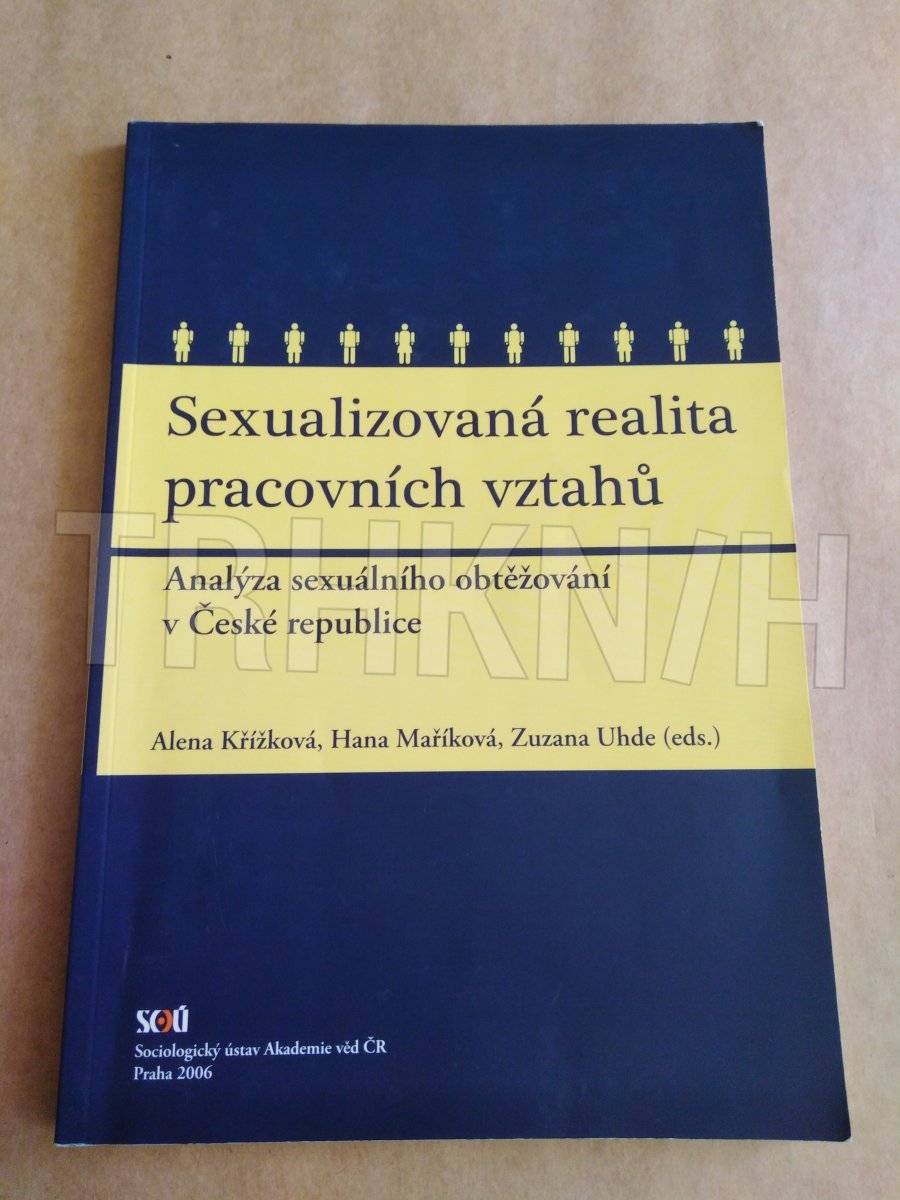 Sexualizovaná realita
pracovních vztahů
TRHKN/H
Analýza sexuálního obtěžování
v České republice
Alena Křížková, Hana Maříková, Zuzana Uhde (eds.)
SOÚ
Sociologický ústav Akademie věd ČR
Praha 2006